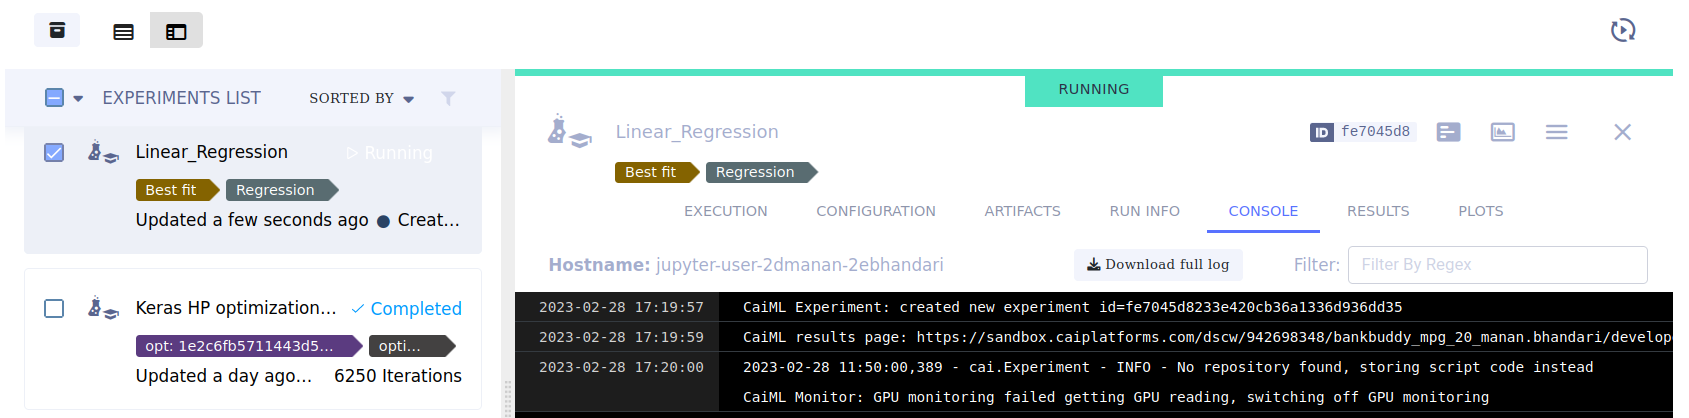 RUNNING
EXPERIMENTS LIST SORTED BY
Linear_Regression Running
Best fit Regression
Updated a few seconds ago ● Creat...
Keras HP optimization... Completed
opt: 1e2c6fb5711443d5... opti...
Updated a day ago... 6250 Iterations
Linear_Regression ID fe7045d8
Best fit Regression
EXECUTION CONFIGURATION ARTIFACTS RUN INFO CONSOLE RESULTS PLOTS
Hostname: jupyter-user-2dmanan-2ebhandari Download full log Filter: Filter By Regex
2023-02-28 17:19:57 CaiML Experiment: created new experiment id=fe7045d8233e420cb36a1336d936dd35
2023-02-28 17:19:59 CaiML results page: https://sandbox.caiplatforms.com/dscw/942698348/bankbuddy_mpg_20_manan.bhandari/develop
2023-02-28 17:20:00 2023-02-28 11:50:00,389 - cai.Experiment - INFO - No repository found, storing script code instead
CaiML Monitor: GPU monitoring failed getting GPU reading, switching off GPU monitoring